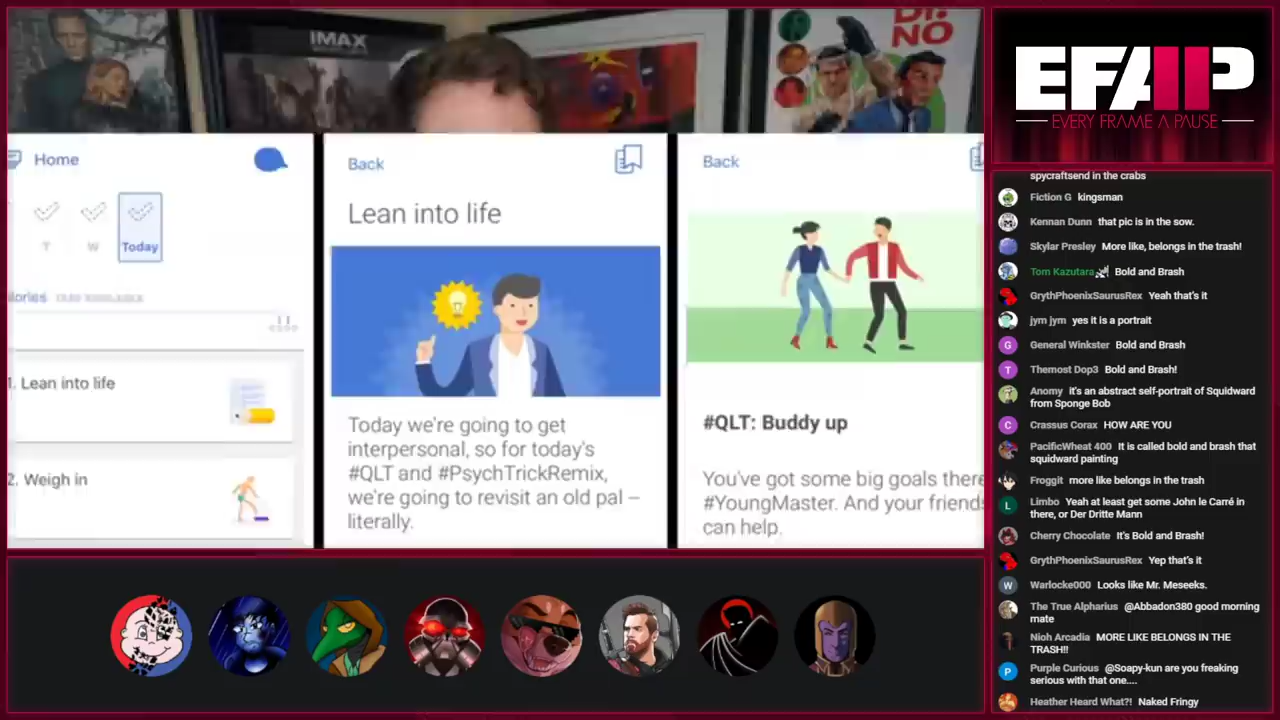 IMAX
Dr.
NO
Home
T
W
Today
1. Lean into life
2. Weigh in
Back
Lean into life
Today we're going to get
interpersonal, so for today's
#QLT and #PsychTrickRemix,
we're going to revisit an old pal –
literally.
Back
#QLT: Buddy up
You've got some big goals there
#YoungMaster. And your friends
can help.
EFAP
EVERY FRAME A PAUSE
spycraftsend in the crabs
Fiction G kingsman
Kennan Dunn that pic is in the sow.
Skylar Presley More like, belongs in the trash!
Tom Kazutara Bold and Brash
GrythPhoenixSaurusRex Yeah that's it
jym jym yes it is a portrait
G
General Winkster Bold and Brash
T
Themost Dop3 Bold and Brash!
Anomy it's an abstract self-portrait of Squidward
from Sponge Bob
C
Crassus Corax HOW ARE YOU
PacificWheat 400 It is called bold and brash that
squidward painting
Froggit more like belongs in the trash
L
Limbo Yeah at least get some John le Carré in
there, or Der Dritte Mann
Cherry Chocolate It's Bold and Brash!
GrythPhoenixSaurusRex Yep that's it
W
Warlocke000 Looks like Mr. Meseeks.
The True Alpharius @Abbadon380 good morning
mate
Nioh Arcadia MORE LIKE BELONGS IN THE
TRASH!!
P
Purple Curious @Soapy-kun are you freaking
serious with that one....
Heather Heard What?! Naked Fringy